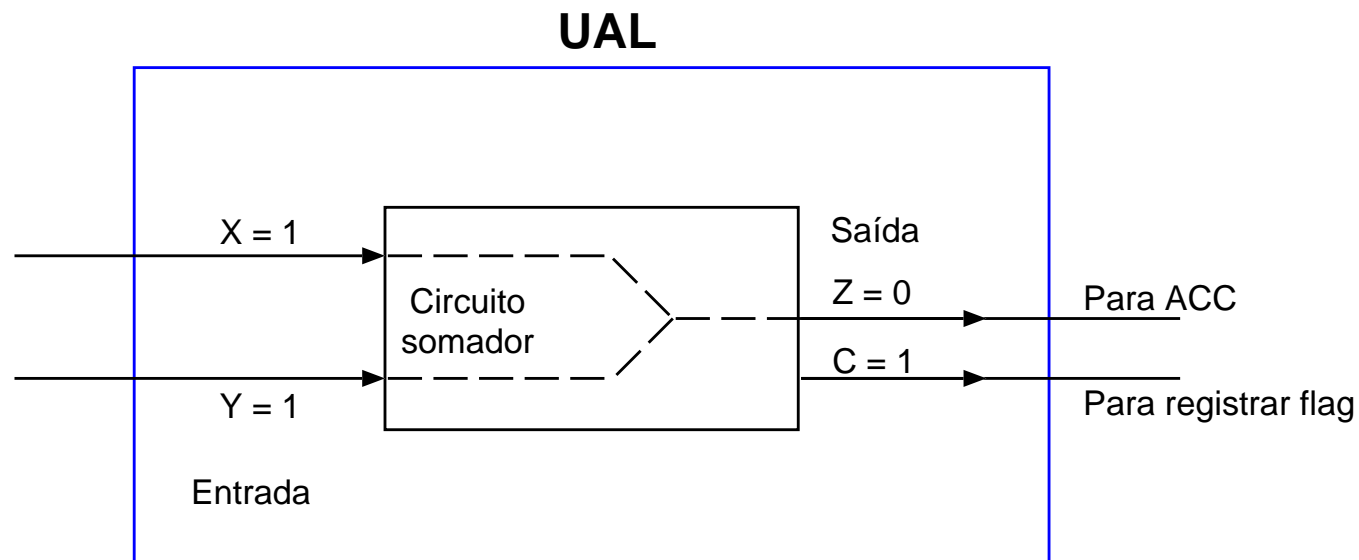 UAL
X = 1
Saída
Circuito
somador
Z = 0
Para ACC
C = 1
Y = 1
Para registrar flag
Entrada